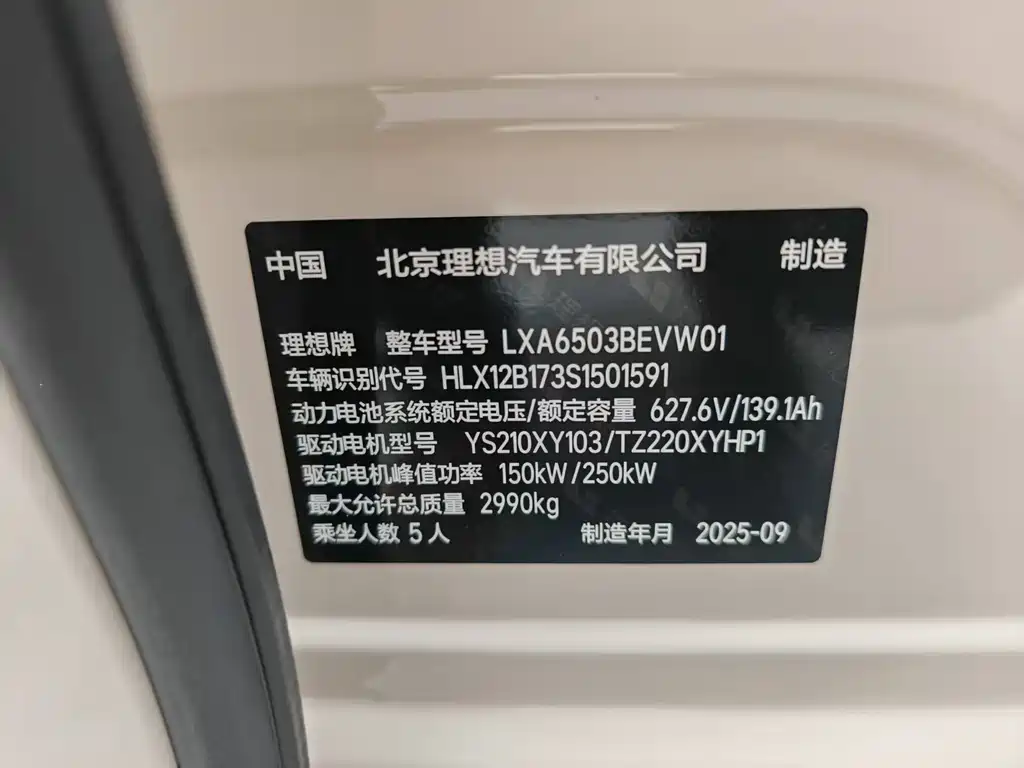 中国 北京理想汽车有限公司 制造
理想牌 整车型号 LXA6503BEVW01
车辆识别代号 HLX12B173S1501591
动力电池系统额定电压/额定容量 627.6V/139.1Ah
驱动电机型号 YS210XY103/TZ220XYHP1
驱动电机峰值功率 150kW/250kW
最大允许总质量 2990kg
乘坐人数 5人 制造年月 2025-09